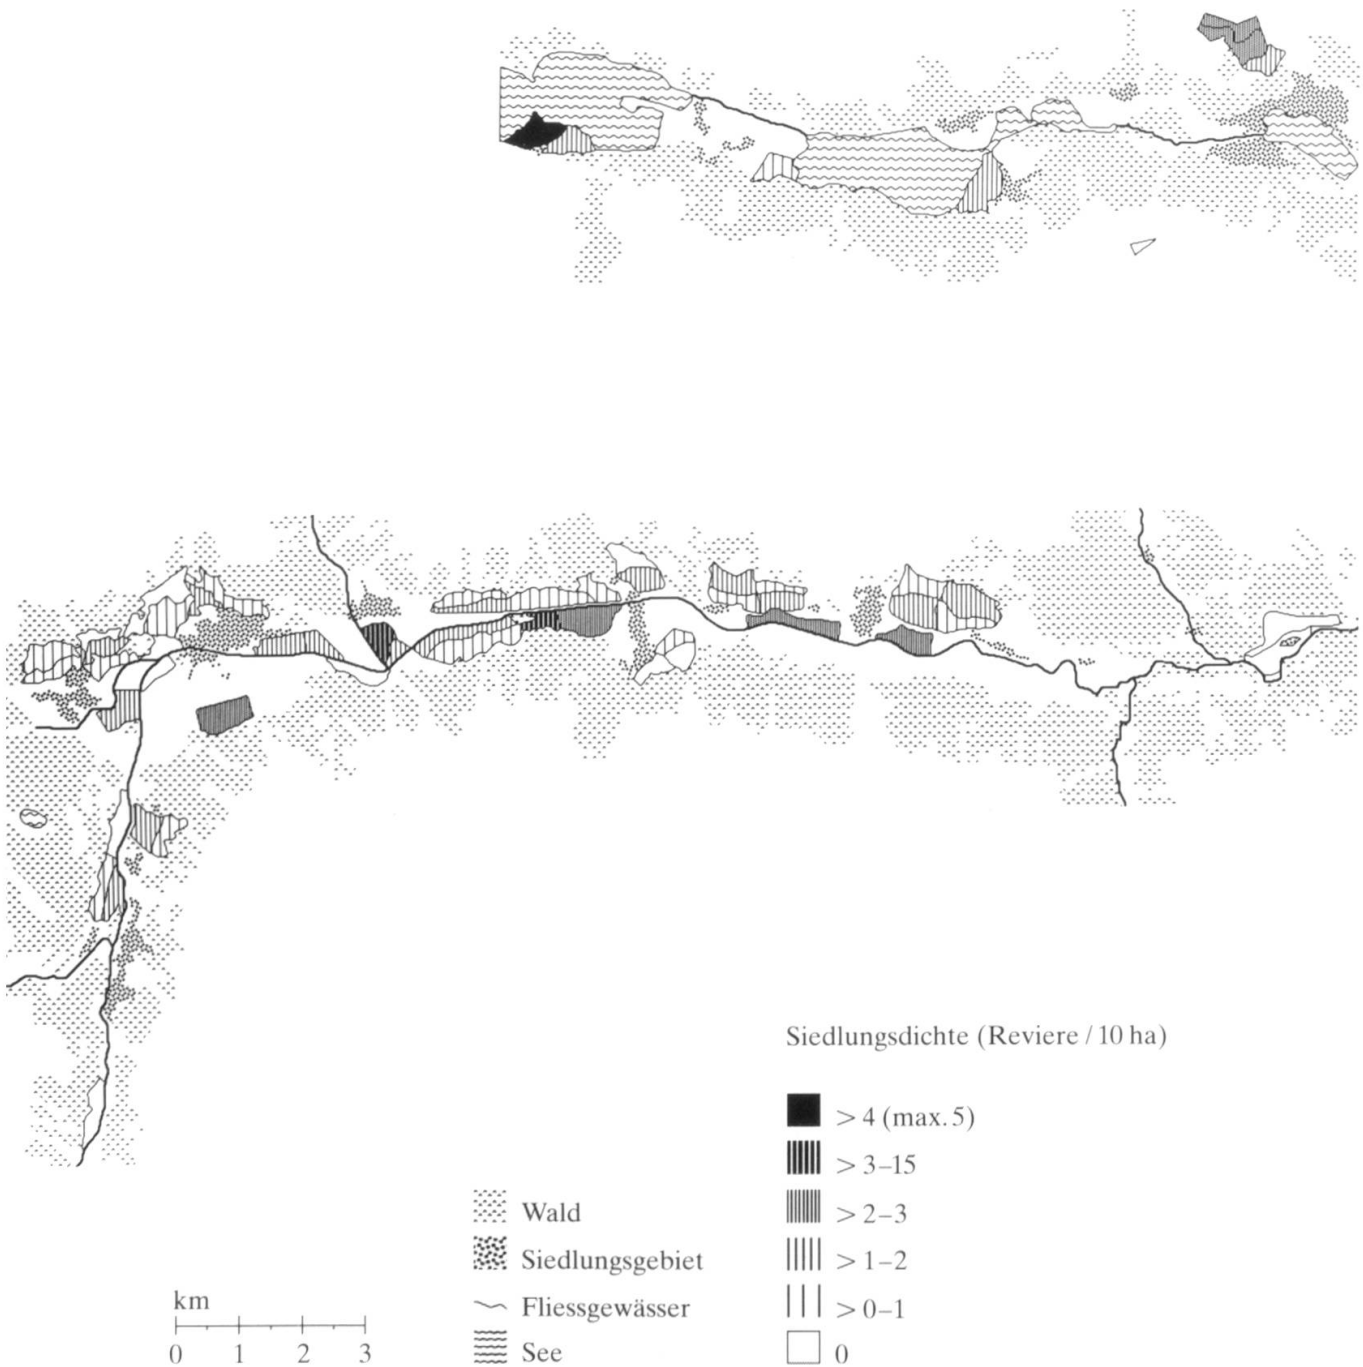 Siedlungsdichte (Reviere / 10 ha)
> 4 (max. 5)
> 3–15
> 2–3
> 1–2
> 0–1
0
Wald
Siedlungsgebiet
Fliessgewässer
See
km
0 1 2 3